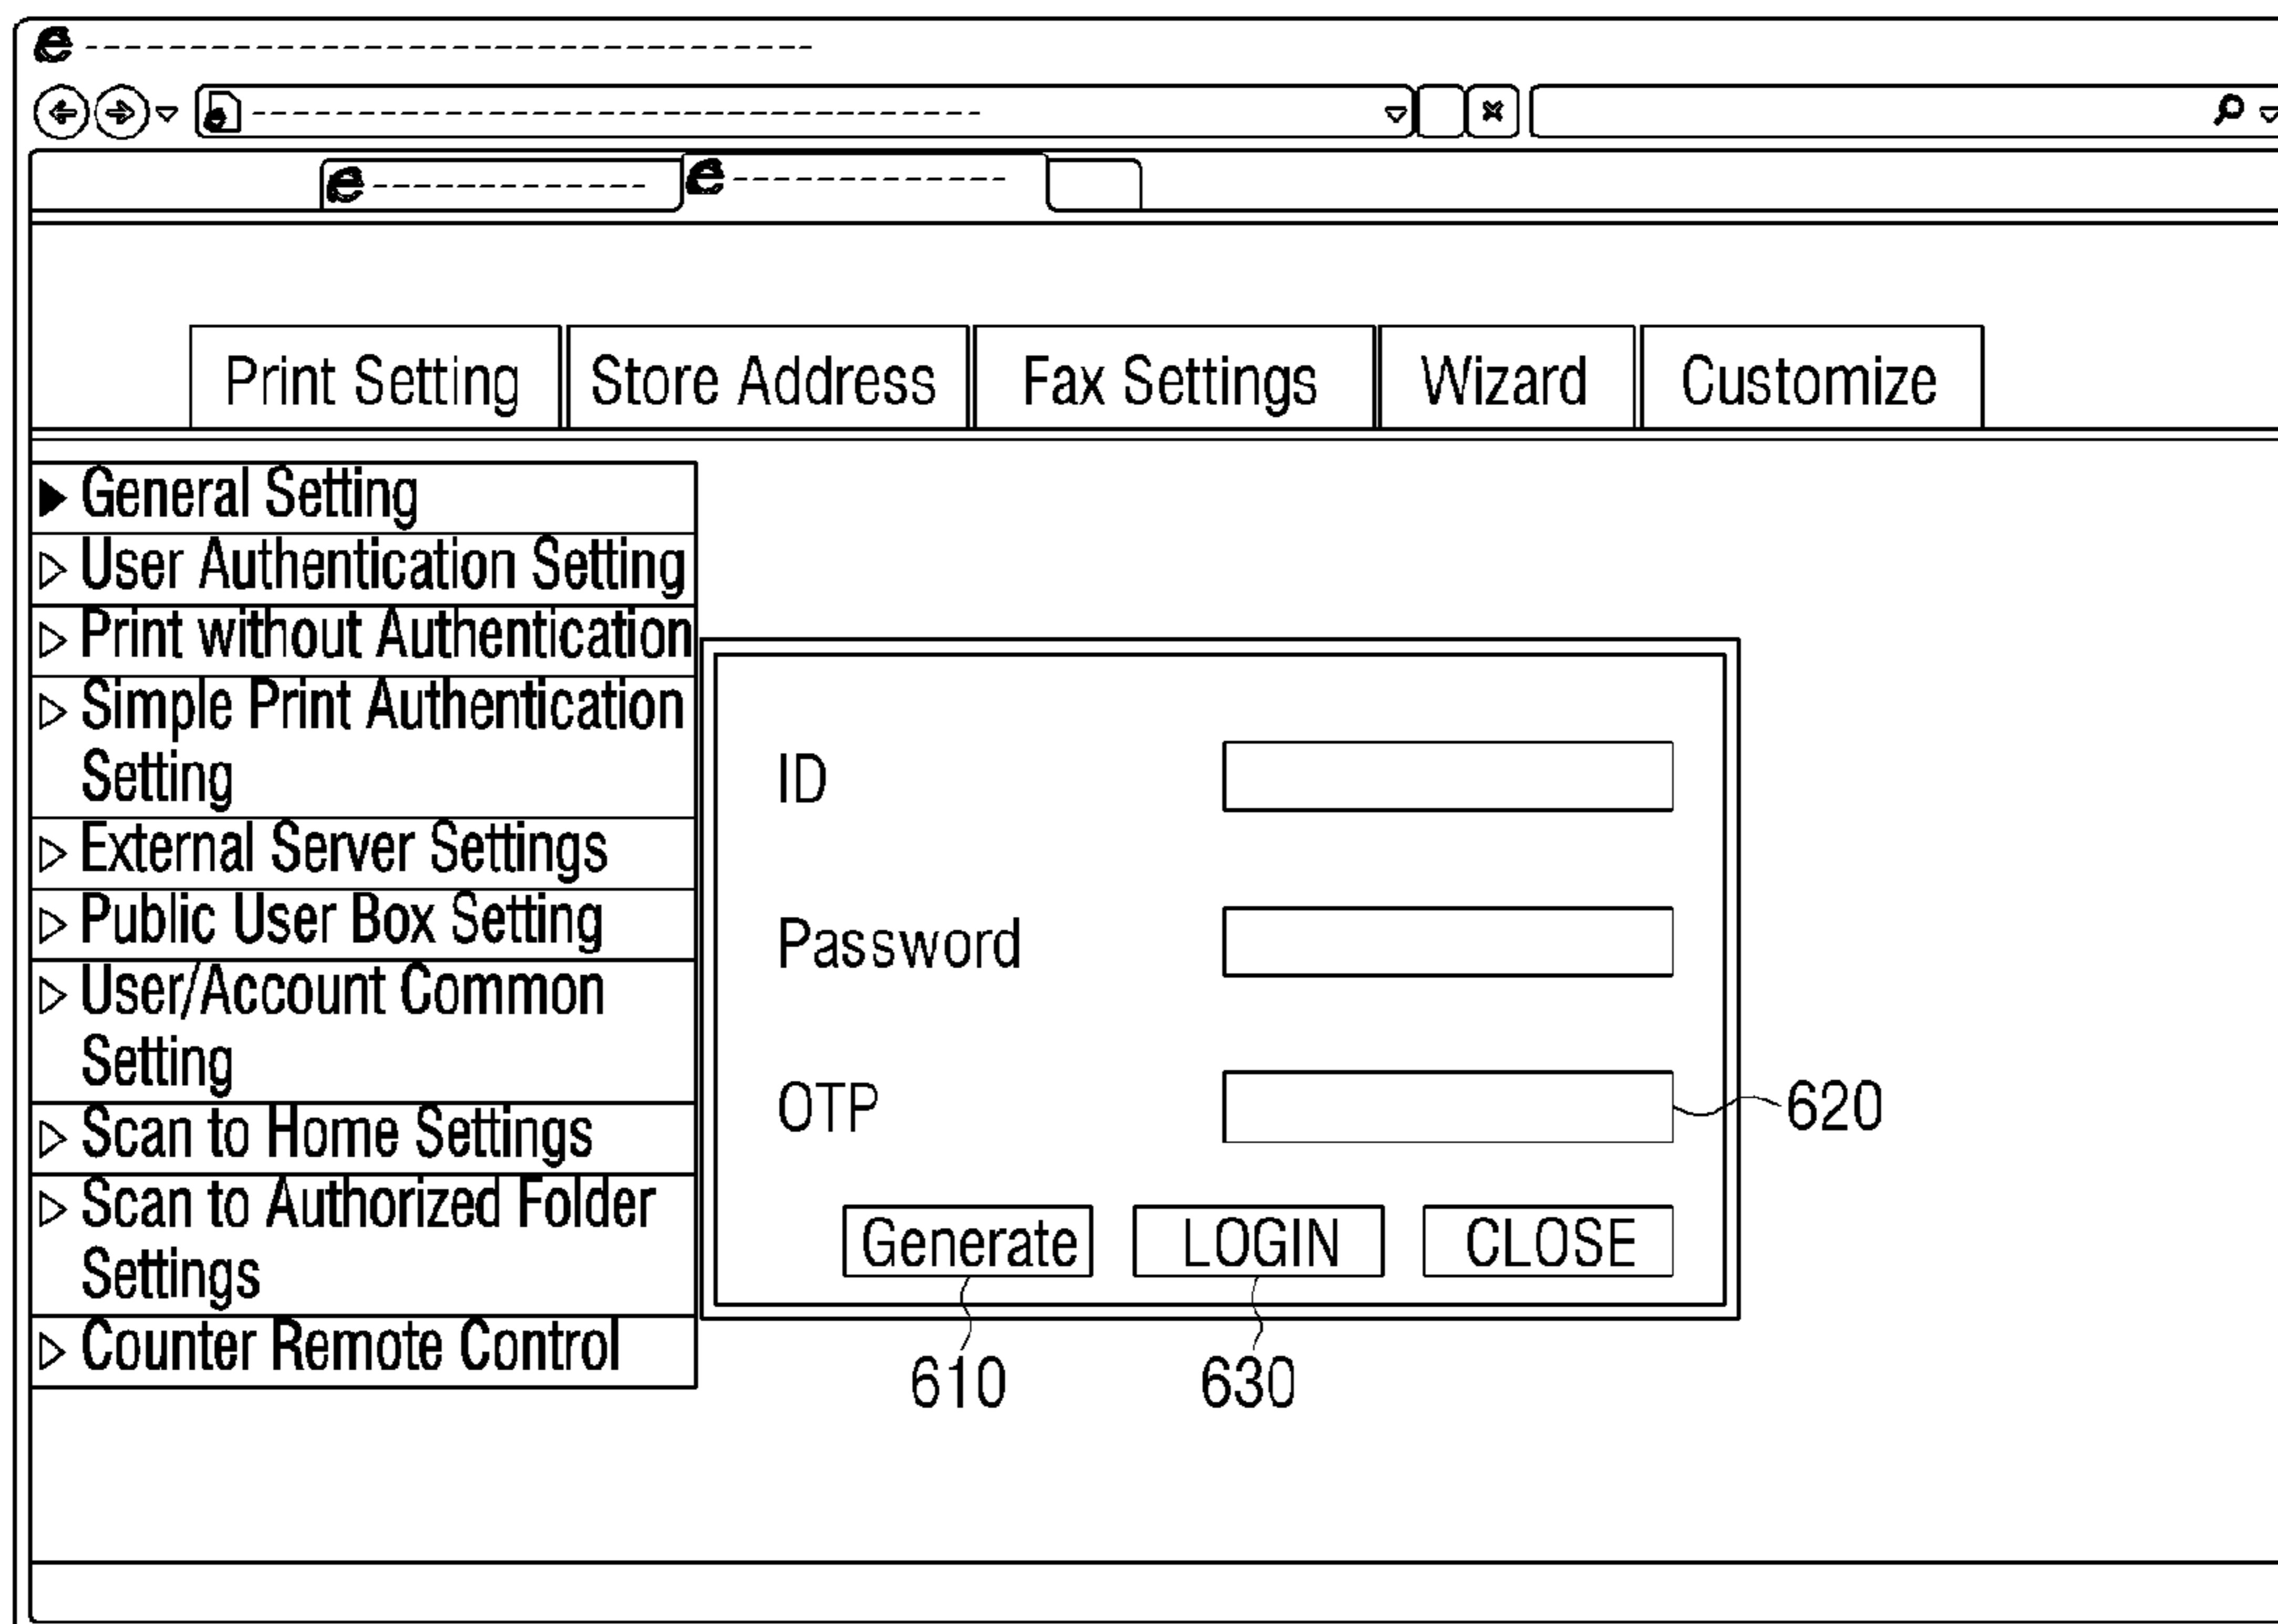 Print Setting Store Address Fax Settings Wizard Customize
General Setting
User Authentication Setting
Print without Authentication
Simple Print Authentication
Setting
External Server Settings
Public User Box Setting
User/Account Common
Setting
Scan to Home Settings
Scan to Authorized Folder
Settings
Counter Remote Control
ID
Password
OTP
620
Generate LOGIN CLOSE
610 630